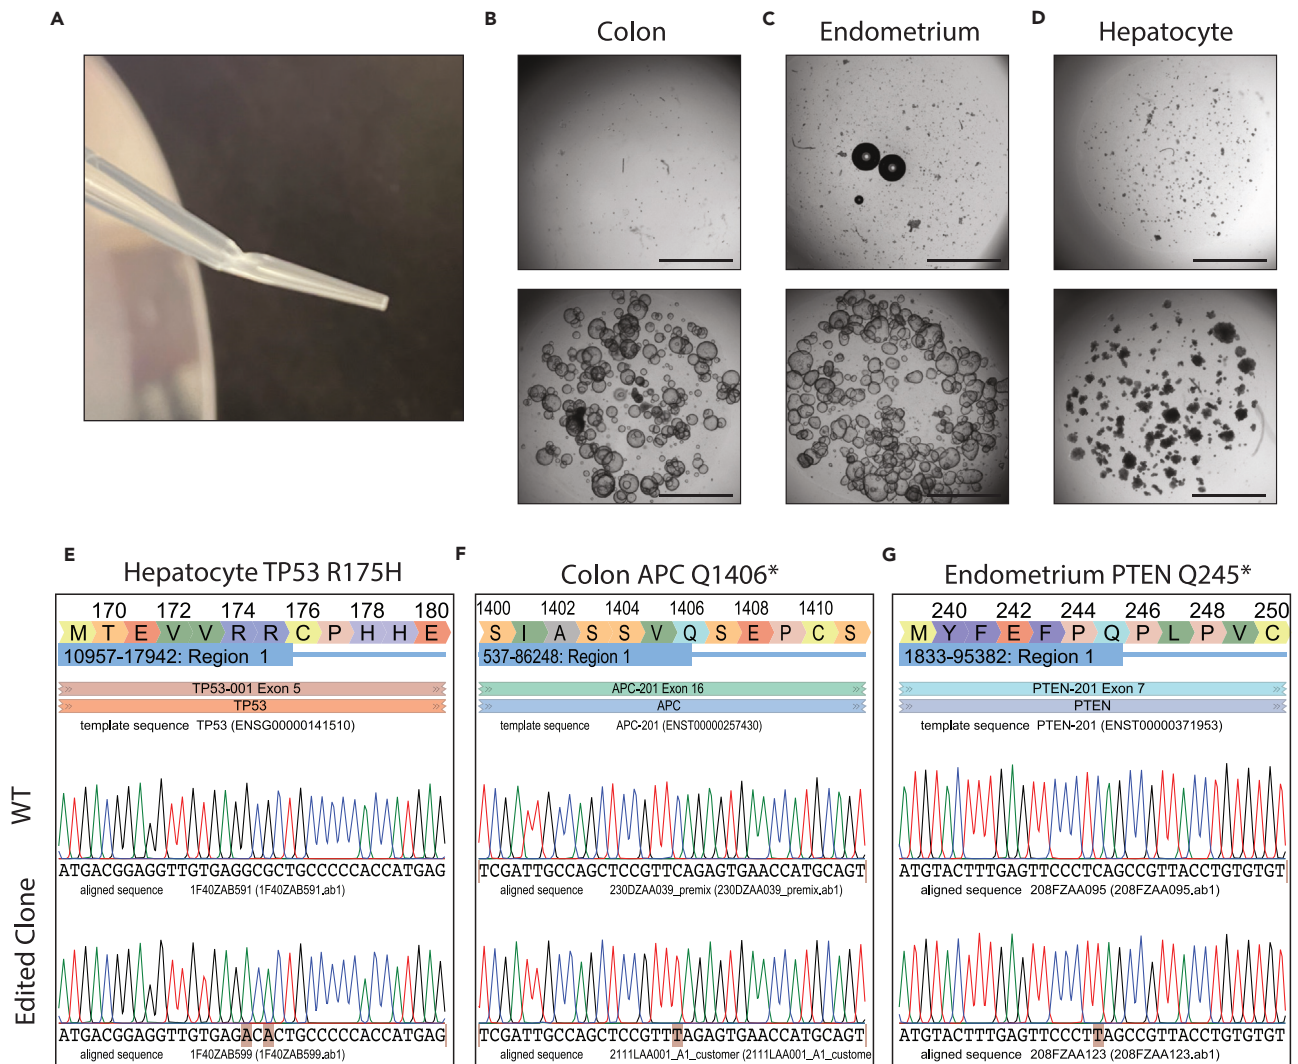 A
B
Colon
C
Endometrium
D
Hepatocyte
E
Hepatocyte TP53 R175H
170 172 174 176 178 180
M T E V V R R C P H H E
10957-17942: Region 1
TP53-001 Exon 5
TP53
template sequence TP53 (ENSG00000141510)
WT
ATGACGGAGGTTGTGAGGCGCTGCCCCCACCATGAG
aligned sequence 1F40ZAB591 (1F40ZAB591.ab1)
Edited Clone
ATGACGGAGGTTGTGAGACACTGCCCCCACCATGAG
aligned sequence 1F40ZAB599 (1F40ZAB599.ab1)
F
Colon APC Q1406*
1400 1402 1404 1406 1408 1410
S I A S S V Q S E P C S
537-86248: Region 1
APC-201 Exon 16
APC
template sequence APC-201 (ENST00000257430)
TCGATTGCCAGCTCCGTTCAGAGTGAACCATGCAGT
aligned sequence 230DZAA039_premix (230DZAA039_premix.ab1)
TCGATTGCCAGCTCCGTTTAGAGTGAACCATGCAGT
aligned sequence 2111LAA001_A1_customer (2111LAA001_A1_custome
G
Endometrium PTEN Q245*
240 242 244 246 248 250
M Y F E F P Q P L P V C
1833-95382: Region 1
PTEN-201 Exon 7
PTEN
template sequence PTEN-201 (ENST00000371953)
ATGTACTTTGAGTTCCCTCAGCCGTTACCTGTGTGT
aligned sequence 208FZAA095 (208FZAA095.ab1)
ATGTACTTTGAGTTCCCTTAGCCGTTACCTGTGTGT
aligned sequence 208FZAA123 (208FZAA123.ab1)